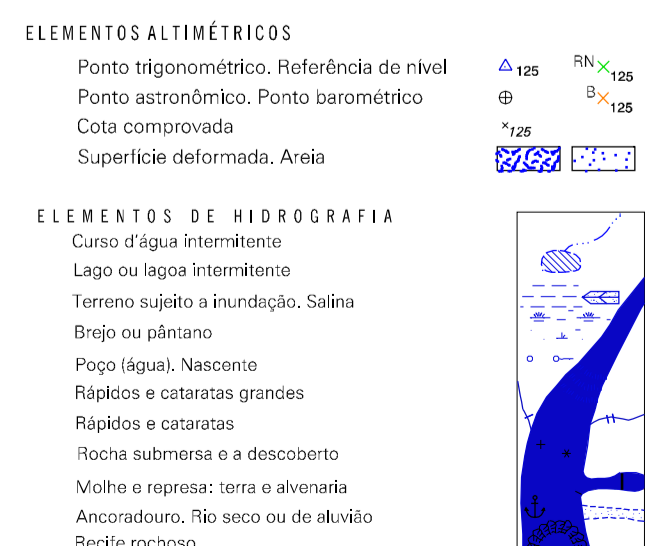 ELEMENTOS ALTIMÉTRICOS
Ponto trigonométrico. Referência de nível 125 RN 125
Ponto astronômico. Ponto barométrico B 125
Cota comprovada 125
Superfície deformada. Areia
ELEMENTOS DE HIDROGRAFIA
Curso d'água intermitente
Lago ou lagoa intermitente
Terreno sujeito a inundação. Salina
Brejo ou pântano
Poço (água). Nascente
Rápidos e cataratas grandes
Rápidos e cataratas
Rocha submersa e a descoberto
Molhe e represa: terra e alvenaria
Ancoradouro. Rio seco ou de aluvião
Recife rochoso